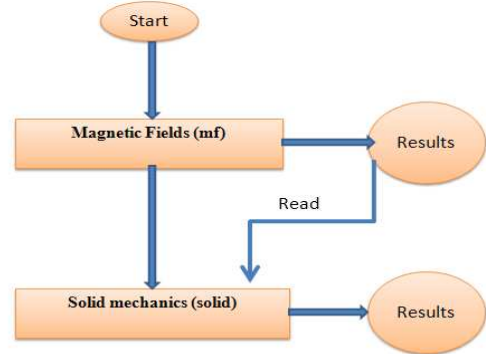 Start
Magnetic Fields (mf)
Results
Read
Solid mechanics (solid)
Results